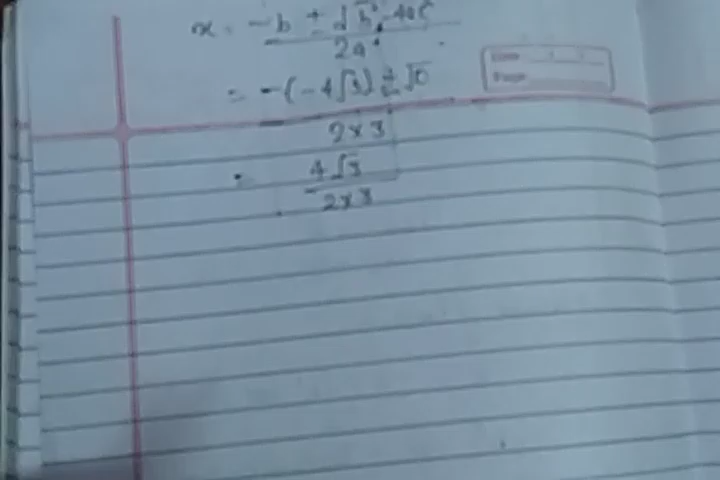 x = -b ± √b²-4ac
2a
= -(-4√3) ± √0
2×3
= 4√3
2×3